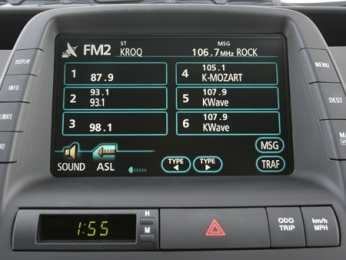 ST MSG
FM2 KROQ 106.7MHz ROCK
1 87.9
4 105.1
K-MOZART
2 93.1
93.1
5 107.9
KWave
3 98.1
6 107.9
KWave
MSG
SOUND ASL TYPE TYPE TRAF
DISPLAY
INFO
MENU
DEST
1:55
H
M
ODO
TRIP
km/h
MPH